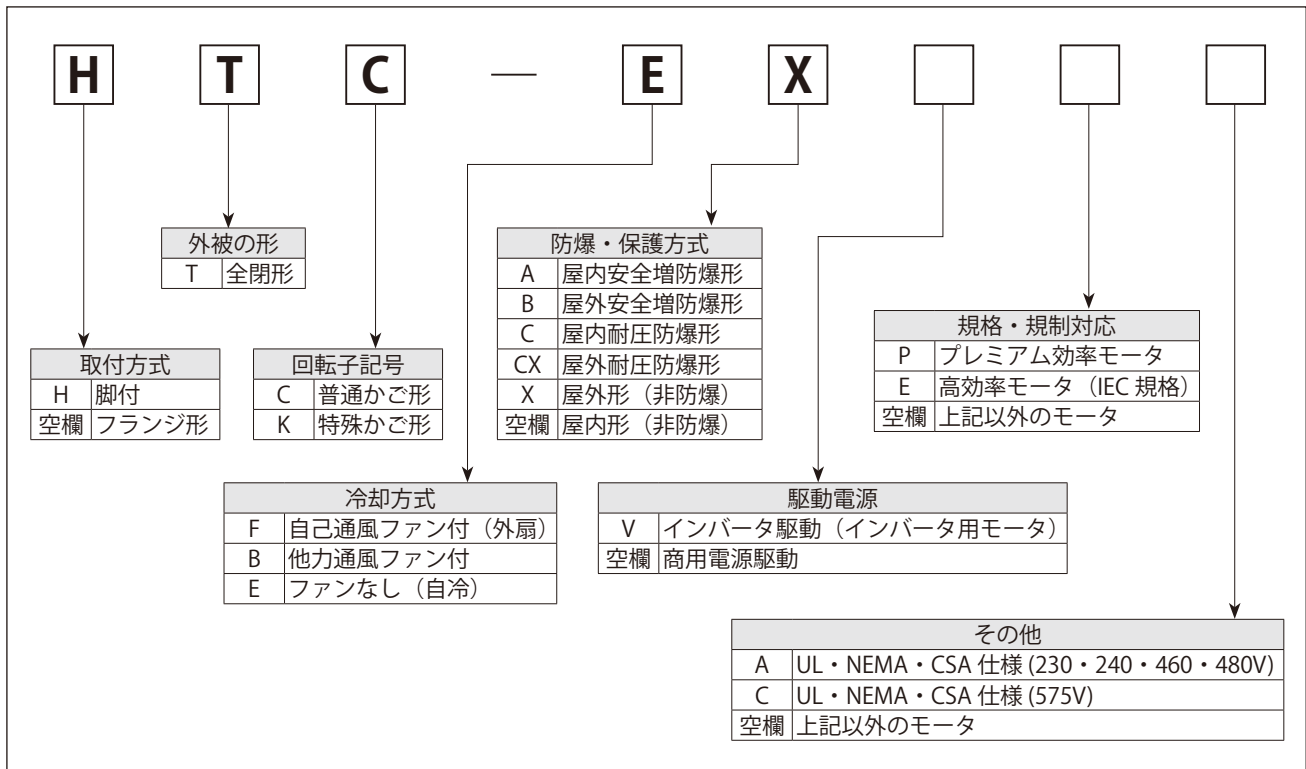 H T C — E X
外被の形
T 全閉形
防爆・保護方式
A 屋内安全増防爆形
B 屋外安全増防爆形
C 屋内耐圧防爆形
CX 屋外耐圧防爆形
X 屋外形（非防爆）
空欄 屋内形（非防爆）
規格・規制対応
P プレミアム効率モータ
E 高効率モータ（IEC 規格）
空欄 上記以外のモータ
取付方式
H 脚付
空欄 フランジ形
回転子記号
C 普通かご形
K 特殊かご形
冷却方式
F 自己通風ファン付（外扇）
B 他力通風ファン付
E ファンなし（自冷）
駆動電源
V インバータ駆動（インバータ用モータ）
空欄 商用電源駆動
その他
A UL・NEMA・CSA 仕様 (230・240・460・480V)
C UL・NEMA・CSA 仕様 (575V)
空欄 上記以外のモータ